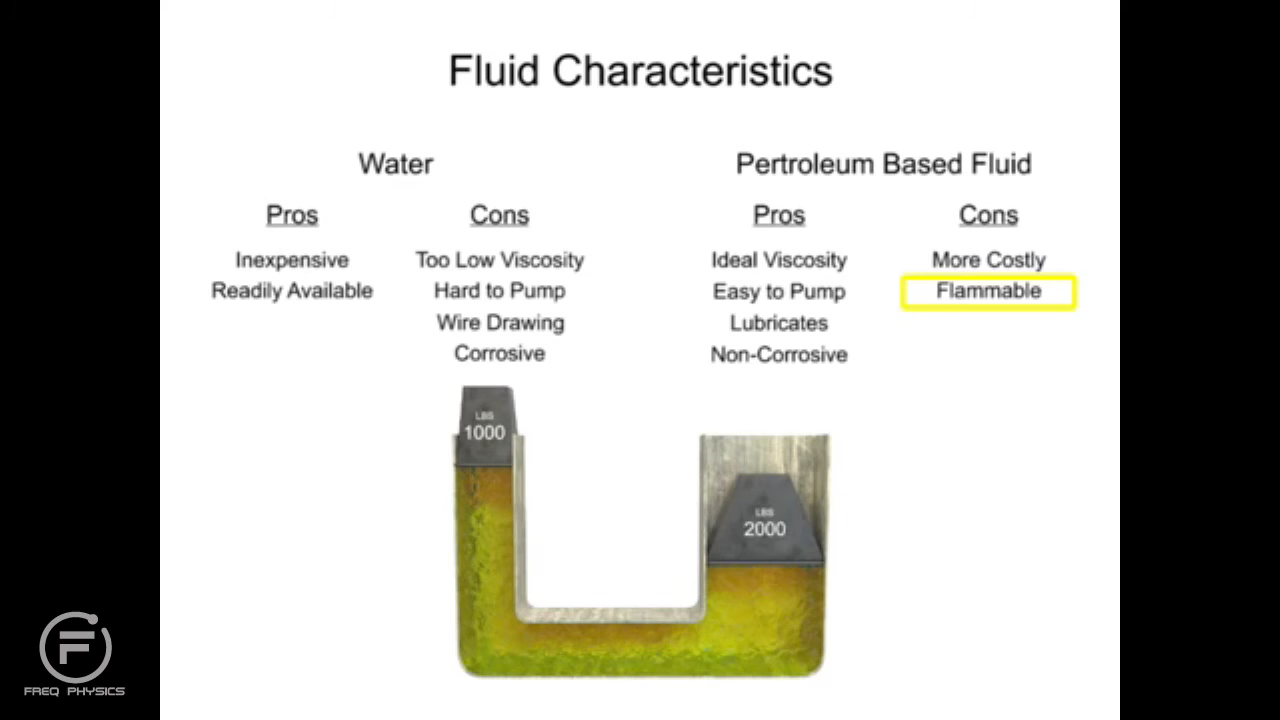 Fluid Characteristics
Water
Pros
Inexpensive
Readily Available
Cons
Too Low Viscosity
Hard to Pump
Wire Drawing
Corrosive
Pertroleum Based Fluid
Pros
Ideal Viscosity
Easy to Pump
Lubricates
Non-Corrosive
Cons
More Costly
Flammable
LBS
1000
LBS
2000
F
FREQ PHYSICS